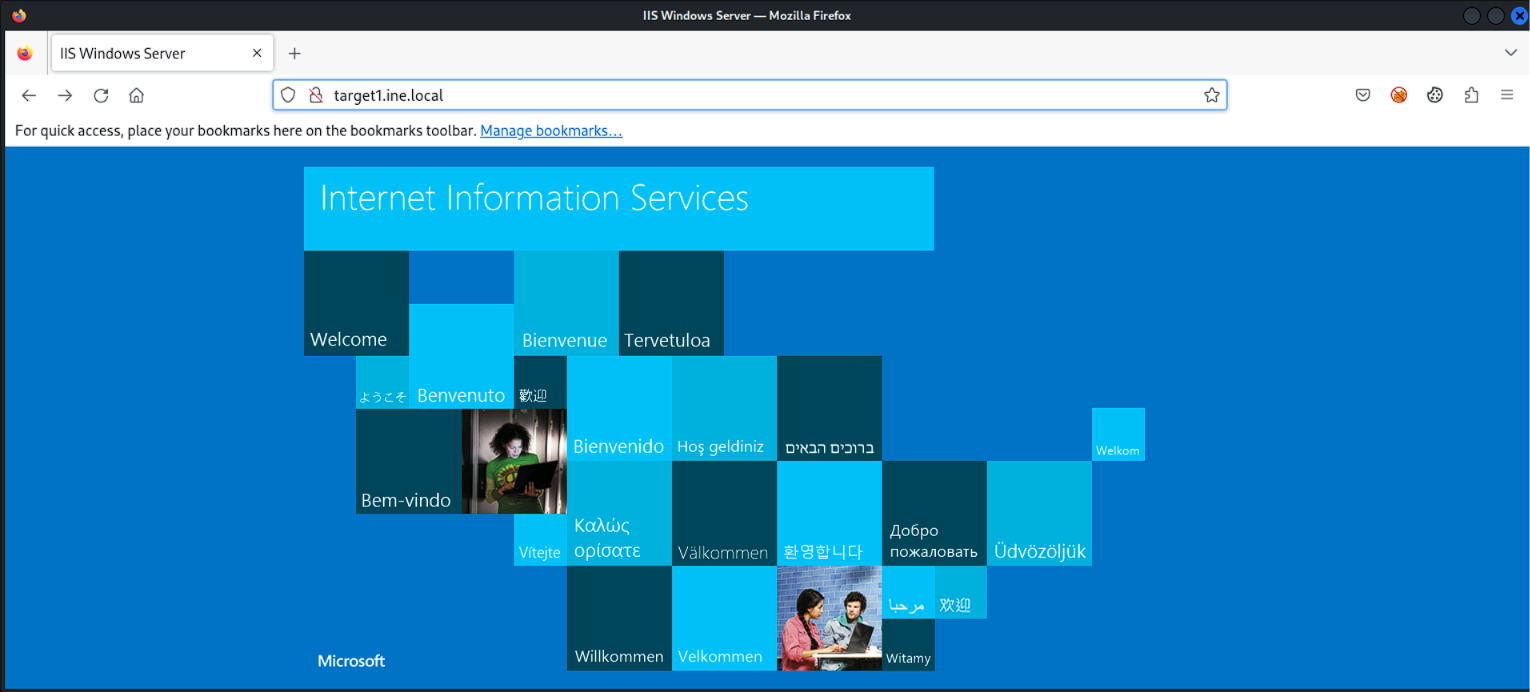 IIS Windows Server — Mozilla Firefox
IIS Windows Server
target1.ine.local
For quick access, place your bookmarks here on the bookmarks toolbar. Manage bookmarks…
Internet Information Services
Welcome
Bienvenue
Tervetuloa
ようこそ
Benvenuto
歡迎
Bienvenido
Hoş geldiniz
ברוכים הבאים
Welkom
Bem-vindo
Vítejte
Καλώς
ορίσατε
Välkommen
환영합니다
Добро
пожаловать
Üdvözöljük
مرحبا
欢迎
Willkommen
Velkommen
Witamy
Microsoft